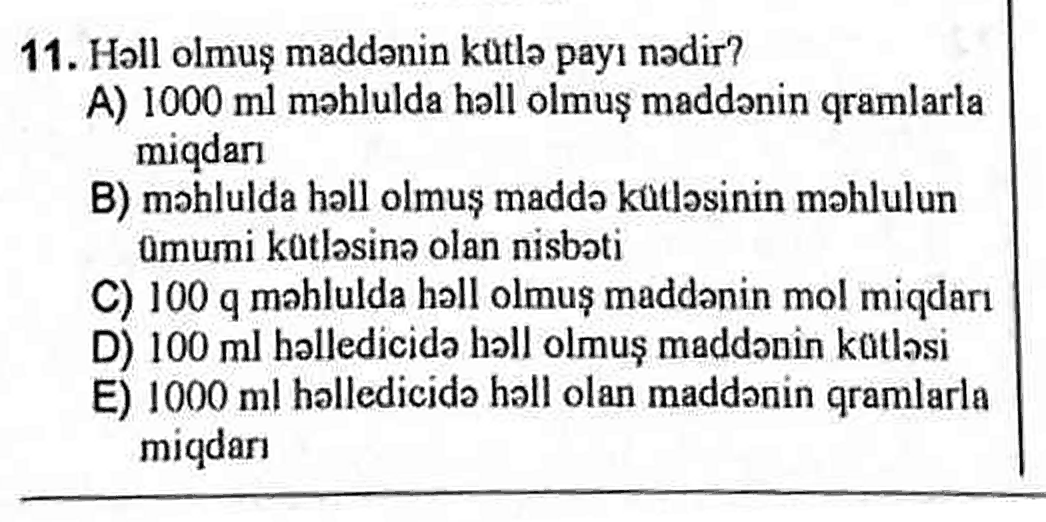 11. Həll olmuş maddənin kütlə payı nədir?
A) 1000 ml məhlulda həll olmuş maddənin qramlarla
miqdarı
B) məhlulda həll olmuş maddə kütləsinin məhlulun
ümumi kütləsinə olan nisbəti
C) 100 q məhlulda həll olmuş maddənin mol miqdarı
D) 100 ml həlledicidə həll olmuş maddənin kütləsi
E) 1000 ml həlledicidə həll olan maddənin qramlarla
miqdarı